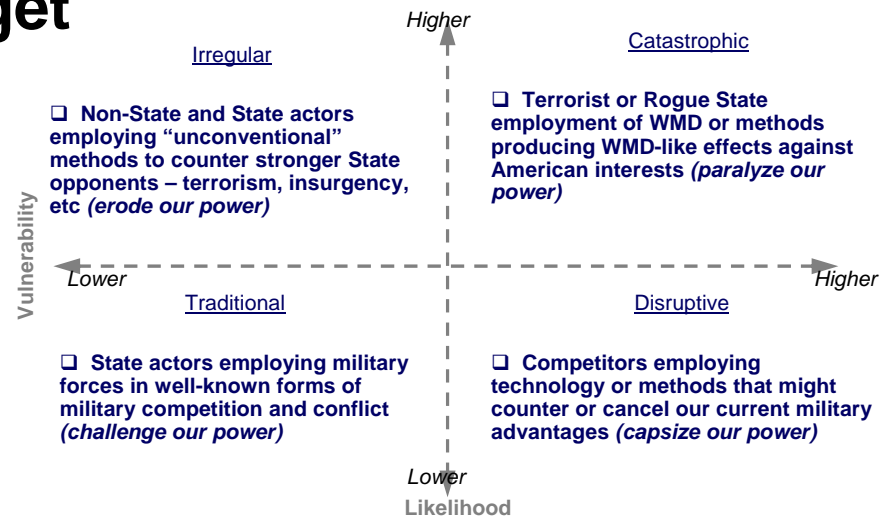 get
Higher
Irregular
Catastrophic
❑ Non-State and State actors
employing “unconventional”
methods to counter stronger State
opponents – terrorism, insurgency,
etc (erode our power)
❑ Terrorist or Rogue State
employment of WMD or methods
producing WMD-like effects against
American interests (paralyze our
power)
Vulnerability
Lower
Higher
Traditional
Disruptive
❑ State actors employing military
forces in well-known forms of
military competition and conflict
(challenge our power)
❑ Competitors employing
technology or methods that might
counter or cancel our current military
advantages (capsize our power)
Lower
Likelihood